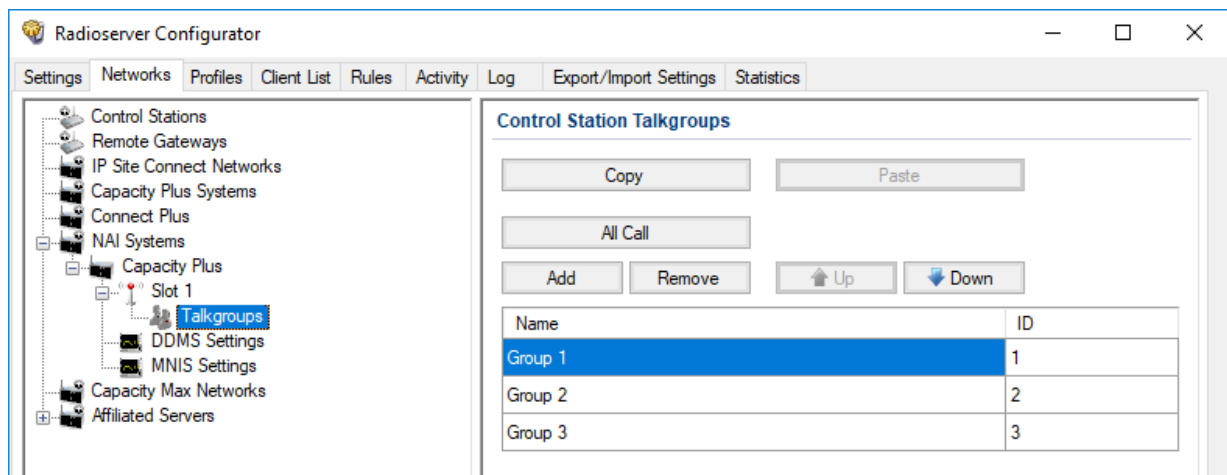 Radioserver Configurator
Settings Networks Profiles Client List Rules Activity Log Export/Import Settings Statistics
Control Stations
Remote Gateways
IP Site Connect Networks
Capacity Plus Systems
Connect Plus
NAI Systems
Capacity Plus
Slot 1
Talkgroups
DDMS Settings
MNIS Settings
Capacity Max Networks
Affiliated Servers
Control Station Talkgroups
Copy Paste
All Call
Add Remove Up Down
Name ID
Group 1 1
Group 2 2
Group 3 3